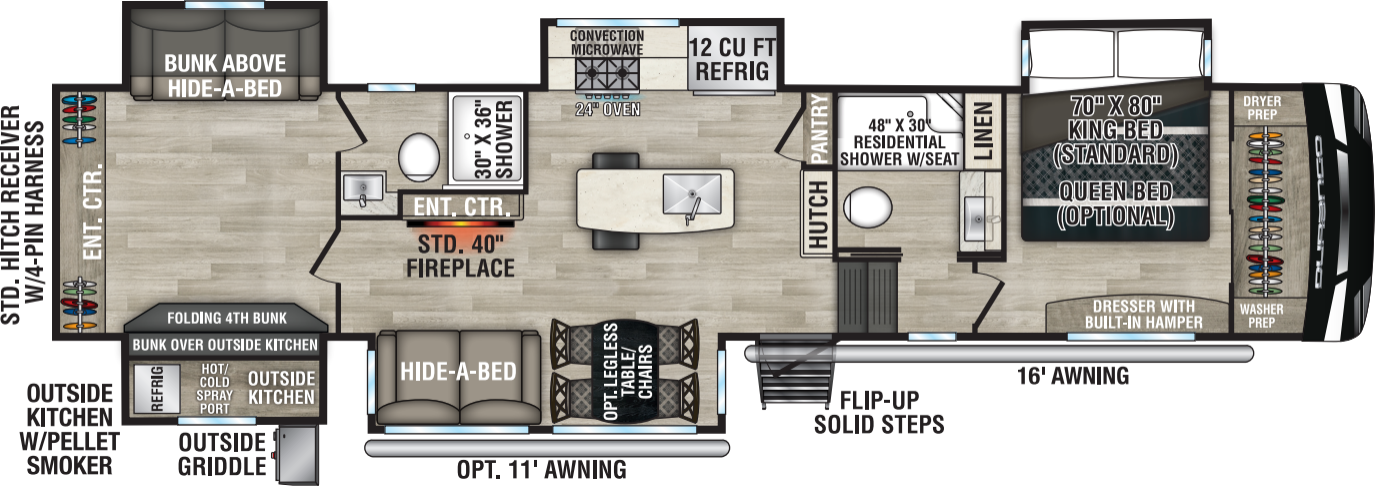 STD. HITCH RECEIVER
W/4-PIN HARNESS
ENT. CTR.
BUNK ABOVE
HIDE-A-BED
FOLDING 4TH BUNK
BUNK OVER OUTSIDE KITCHEN
REFRIG
HOT/
COLD
SPRAY
PORT
OUTSIDE
KITCHEN
OUTSIDE
KITCHEN
W/PELLET
SMOKER
OUTSIDE
GRIDDLE
30" X 36"
SHOWER
ENT. CTR.
STD. 40"
FIREPLACE
HIDE-A-BED
OPT. LEGLESS
TABLE/
CHAIRS
OPT. 11' AWNING
CONVECTION
MICROWAVE
24" OVEN
12 CU FT
REFRIG
PANTRY
HUTCH
48" X 30"
RESIDENTIAL
SHOWER W/SEAT
LINEN
FLIP-UP
SOLID STEPS
16' AWNING
70" X 80"
KING BED
(STANDARD)
QUEEN BED
(OPTIONAL)
DRESSER WITH
BUILT-IN HAMPER
DRYER
PREP
WASHER
PREP
DURANGO